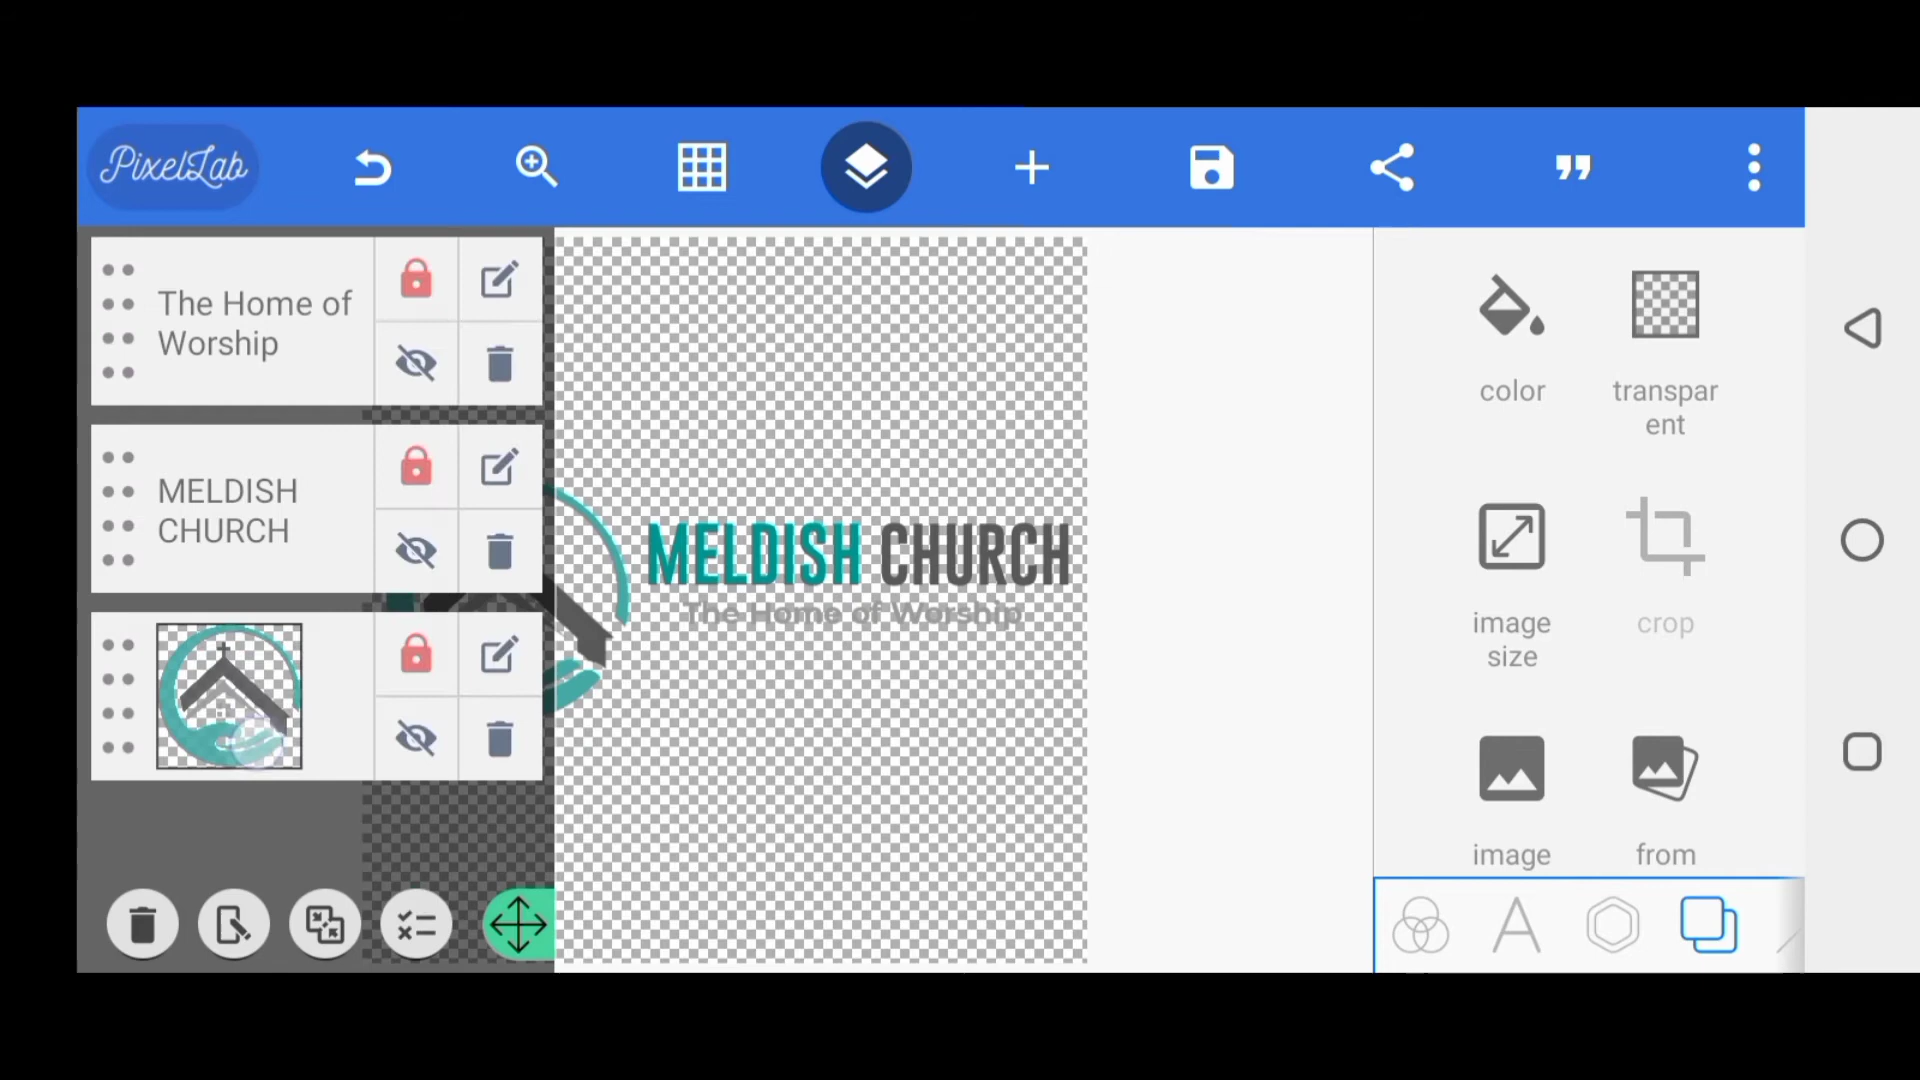 PixelLab
The Home of
Worship
MELDISH
CHURCH
MELDISH CHURCH
The Home of Worship
color
transpar
ent
image
size
crop
image
from